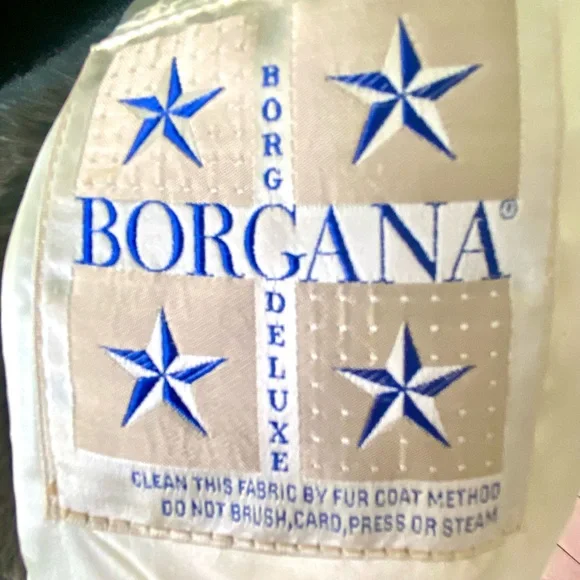 BORG
BORGANA®
DELUXE
CLEAN THIS FABRIC BY FUR COAT METHOD
DO NOT BRUSH,CARD,PRESS OR STEAM